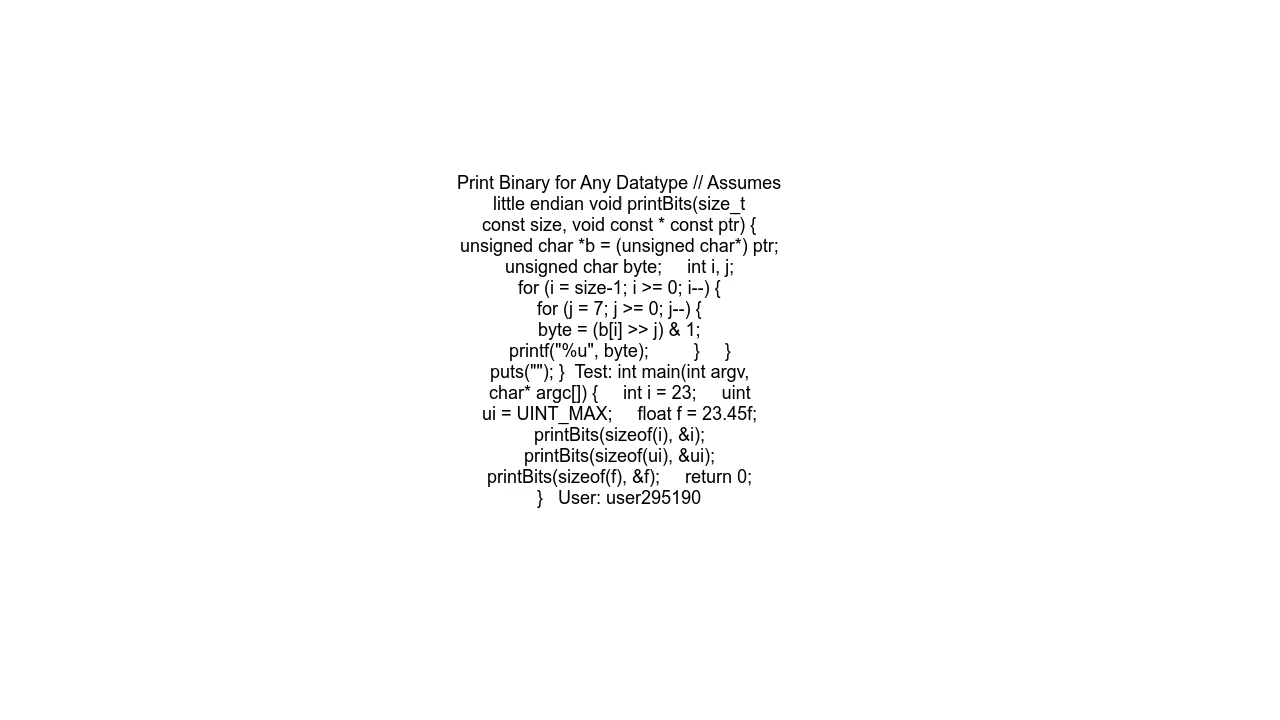 Print Binary for Any Datatype // Assumes
little endian void printBits(size_t
const size, void const * const ptr) {
unsigned char *b = (unsigned char*) ptr;
unsigned char byte;     int i, j;
for (i = size-1; i >= 0; i--) {
for (j = 7; j >= 0; j--) {
byte = (b[i] >> j) & 1;
printf("%u", byte);         }     }
puts(""); }  Test: int main(int argv,
char* argc[]) {     int i = 23;     uint
ui = UINT_MAX;     float f = 23.45f;
printBits(sizeof(i), &i);
printBits(sizeof(ui), &ui);
printBits(sizeof(f), &f);     return 0;
}   User: user295190